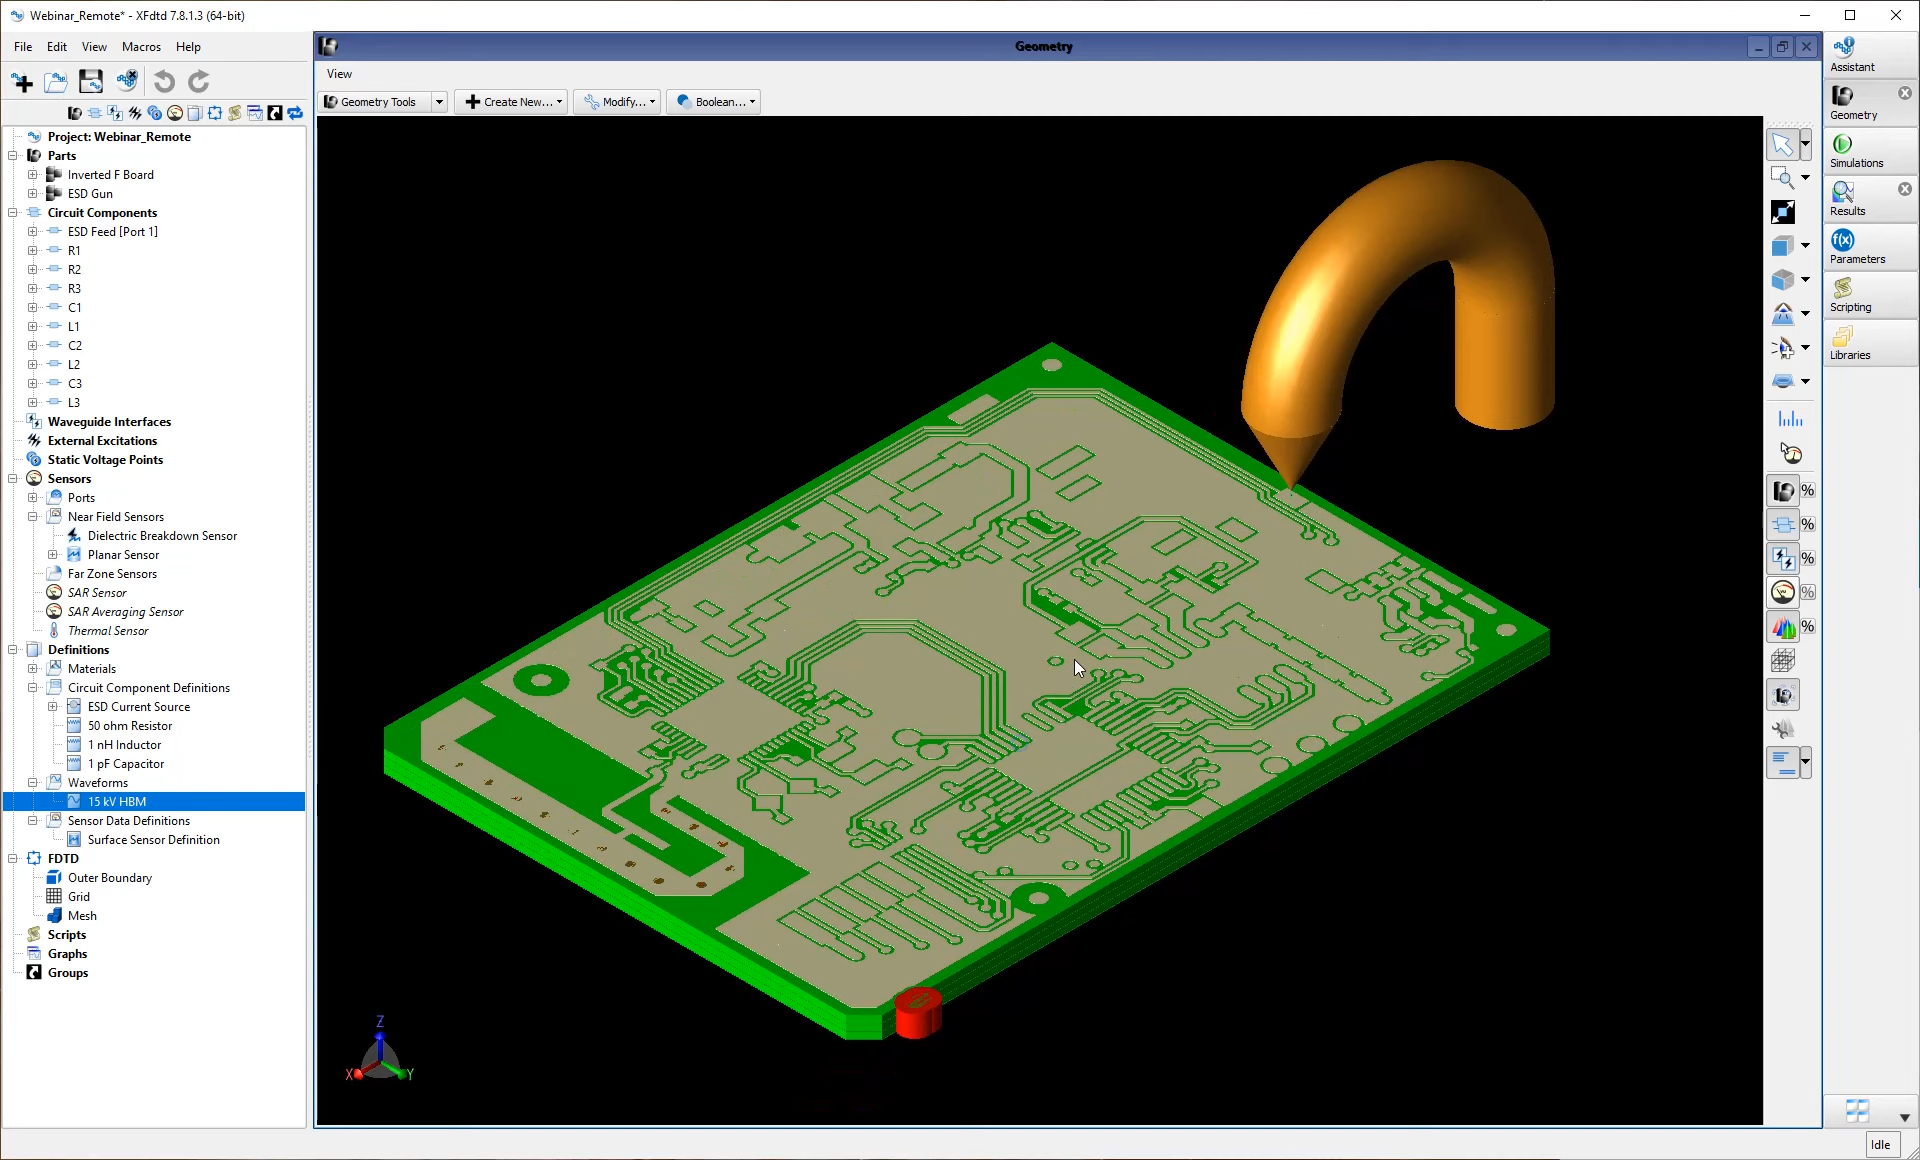 Webinar_Remote* - XFdtd 7.8.1.3 (64-bit)
File Edit View Macros Help
Project: Webinar_Remote
Parts
Inverted F Board
ESD Gun
Circuit Components
ESD Feed [Port 1]
R1
R2
R3
C1
L1
C2
L2
C3
L3
Waveguide Interfaces
External Excitations
Static Voltage Points
Sensors
Ports
Near Field Sensors
Dielectric Breakdown Sensor
Planar Sensor
Far Zone Sensors
SAR Sensor
SAR Averaging Sensor
Thermal Sensor
Definitions
Materials
Circuit Component Definitions
ESD Current Source
50 ohm Resistor
1 nH Inductor
1 pF Capacitor
Waveforms
15 kV HBM
Sensor Data Definitions
Surface Sensor Definition
FDTD
Outer Boundary
Grid
Mesh
Scripts
Graphs
Groups
Geometry
View
Geometry Tools Create New... Modify... Boolean...
Z
X Y
%
%
%
%
%
Assistant
Geometry
Simulations
Results
f(x)
Parameters
Scripting
Libraries
Idle